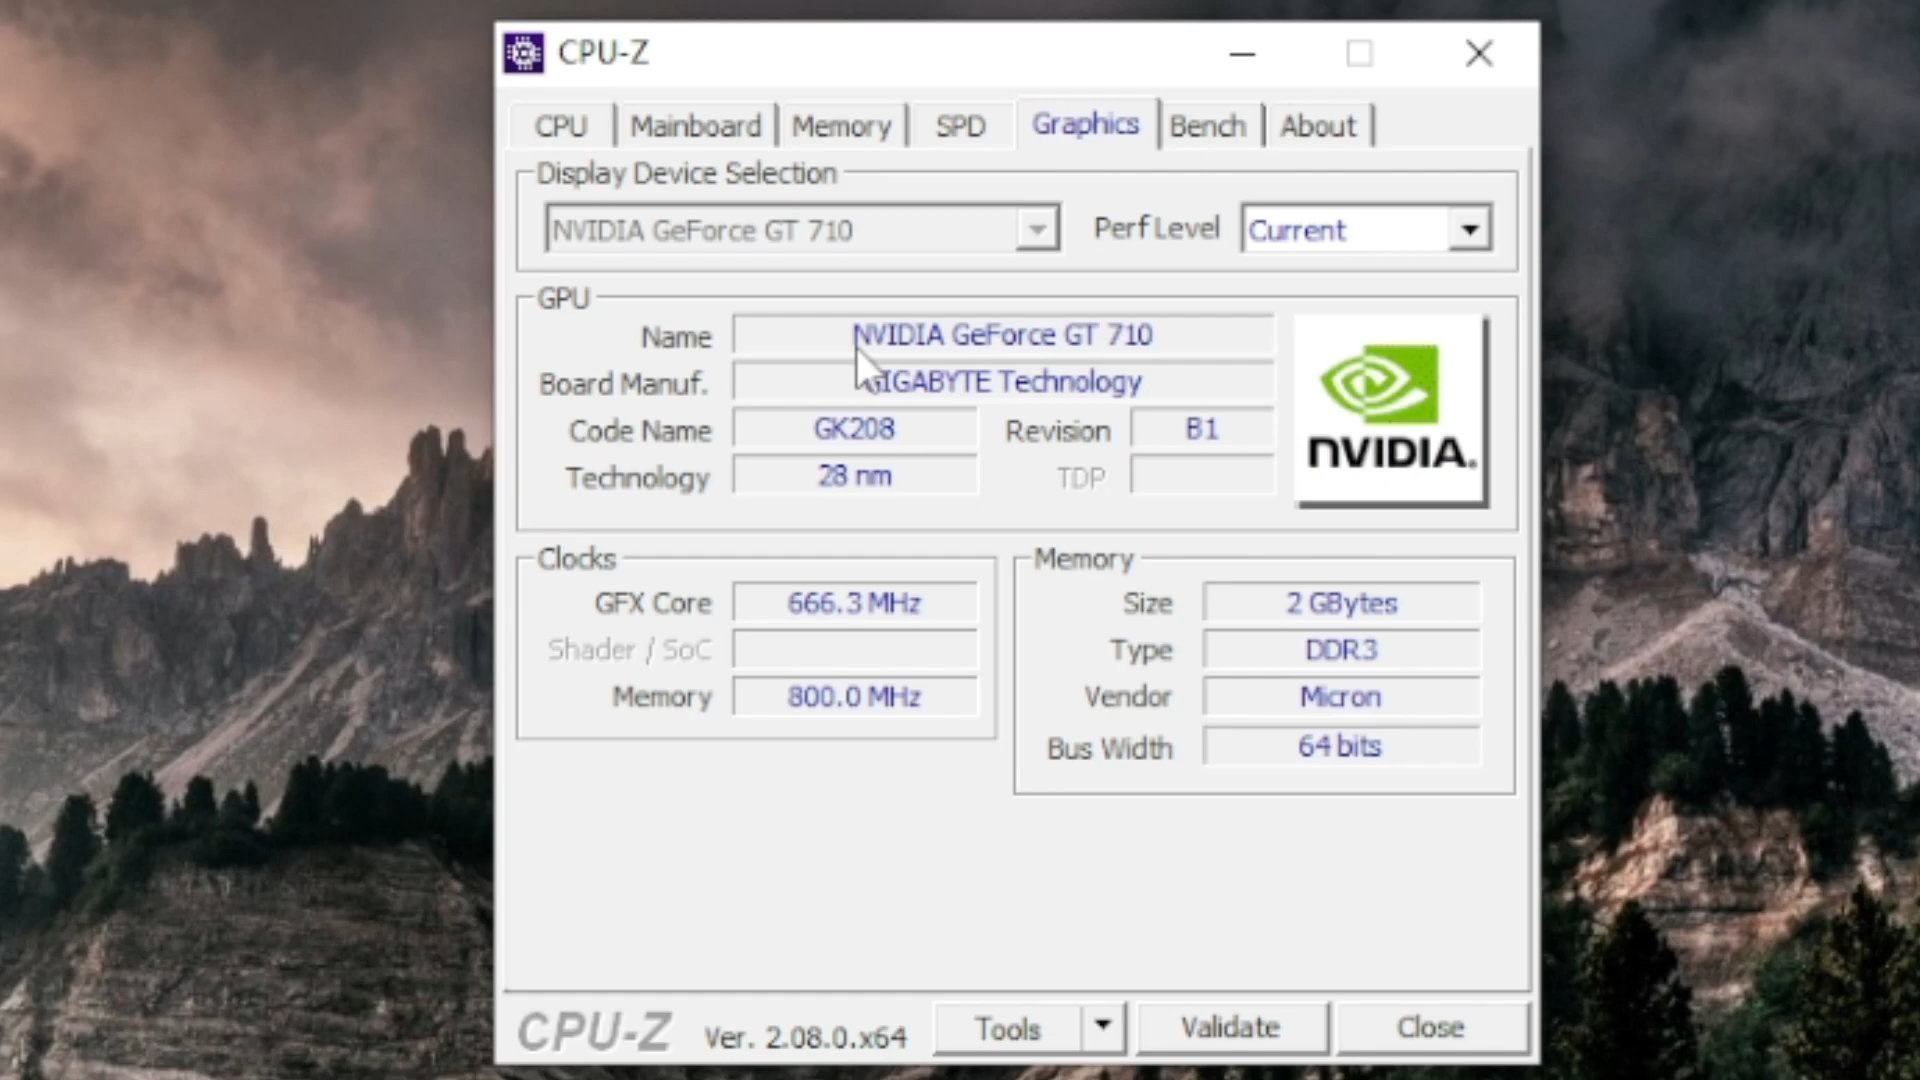 CPU-Z
CPU Mainboard Memory SPD Graphics Bench About
Display Device Selection
NVIDIA GeForce GT 710 Perf Level Current
GPU
Name NVIDIA GeForce GT 710
Board Manuf. GIGABYTE Technology
Code Name GK208 Revision B1
Technology 28 nm TDP
NVIDIA.
Clocks
GFX Core 666.3 MHz
Shader / SoC
Memory 800.0 MHz
Memory
Size 2 GBytes
Type DDR3
Vendor Micron
Bus Width 64 bits
CPU-Z Ver. 2.08.0.x64 Tools Validate Close